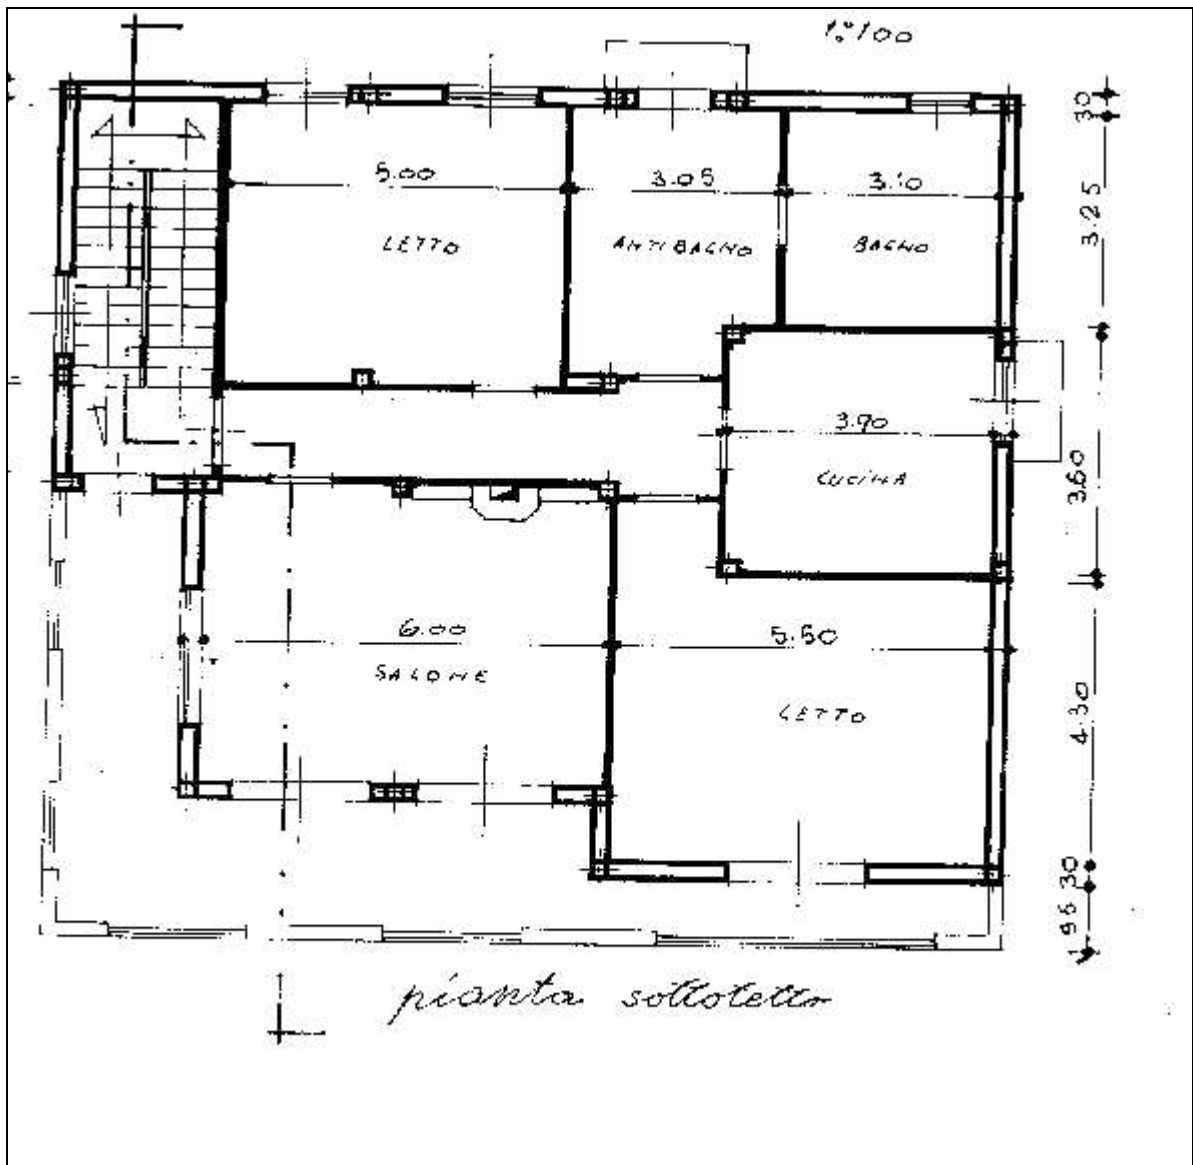 1:100
30
5.00
3.05
3.10
3.25
LETTO
ANTIBAGNO
BAGNO
3.90
CUCINA
3.60
6.00
5.50
SALONE
LETTO
4.30
30
pianta sottotetto